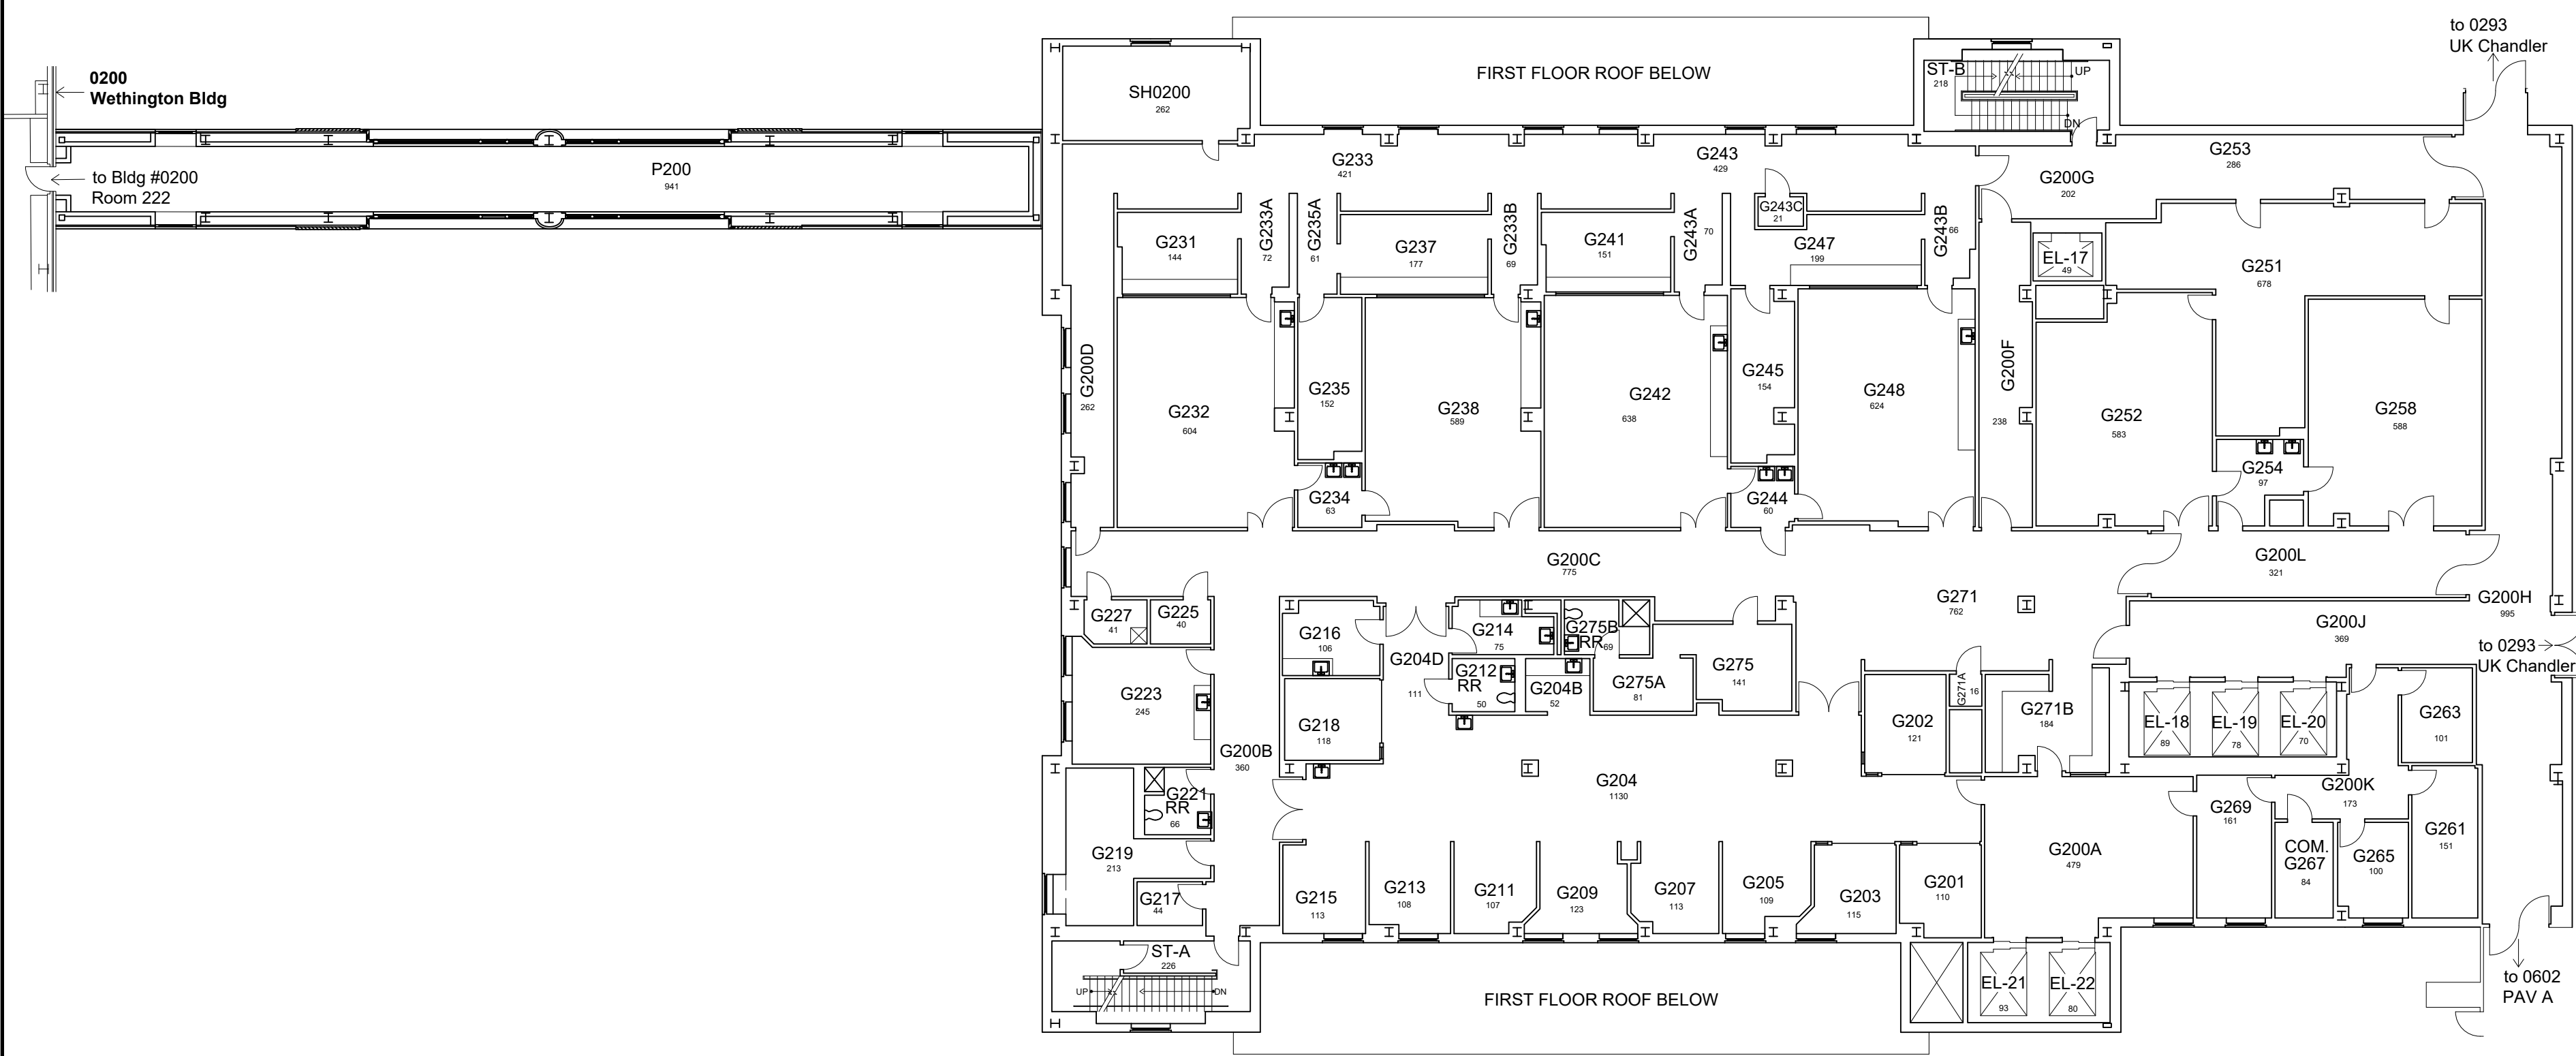 to 0293
UK Chandler
0200
Wethington Bldg
FIRST FLOOR ROOF BELOW
ST-B
218
UP
DN
SH0200
262
to Bldg #0200
Room 222
P200
941
G233
421
G243
429
G253
286
G200G
202
G243C
21
G231
144
G233A
72
G235A
61
G237
177
G233B
69
G241
151
G243A
70
G247
199
G243B
66
EL-17
49
G251
678
G200D
262
G232
604
G235
152
G238
589
G242
638
G245
154
G248
624
G200F
238
G252
583
G258
588
G234
63
G244
60
G254
97
G200C
775
G200L
321
G227
41
G225
40
G216
106
G204D
111
G214
75
G275B
RR
69
G271
762
G200H
995
G200J
369
to 0293
UK Chandler
G223
245
G212
RR
50
G204B
52
G275A
81
G275
141
G271A
16
G218
118
G202
121
G271B
184
EL-18
89
EL-19
78
EL-20
70
G263
101
G200B
360
G204
1130
G200K
173
G221
RR
66
G269
161
G261
151
G219
213
G200A
479
COM.
G267
84
G265
100
G217
44
G215
113
G213
108
G211
107
G209
123
G207
113
G205
109
G203
115
G201
110
ST-A
226
UP
DN
EL-21
93
EL-22
80
to 0602
PAV A
FIRST FLOOR ROOF BELOW